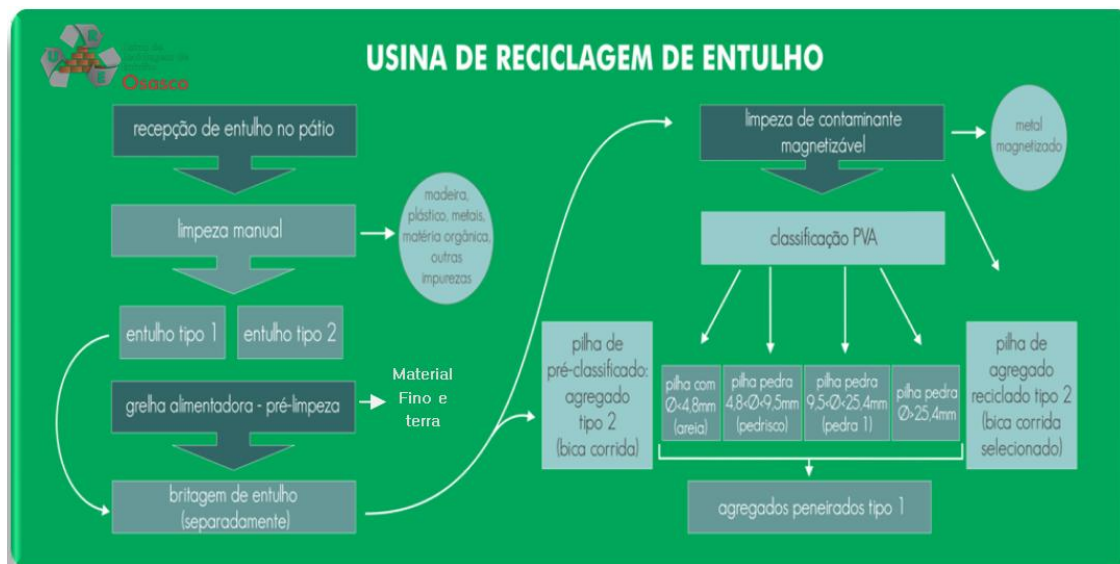 USINA DE RECICLAGEM DE ENTULHO
Osasco
recepção de entulho no pátio
limpeza manual
madeira,
plástico, metais,
matéria orgânica,
outras
impurezas
entulho tipo 1
entulho tipo 2
grelha alimentadora - pré-limpeza
Material
Fino e
terra
britagem de entulho
(separadamente)
limpeza de contaminante
magnetizável
metal
magnetizado
classificação PVA
pilha de
pré-classificado:
agregado
tipo 2
(bica corrida)
pilha com
Ø<4,8mm
(areia)
pilha pedra
4,8<Ø<9,5mm
(pedrisco)
pilha pedra
9,5<Ø<25,4mm
(pedra 1)
pilha pedra
Ø>25,4mm
pilha de
agregado
reciclado tipo 2
(bica corrida
selecionado)
agregados peneirados tipo 1